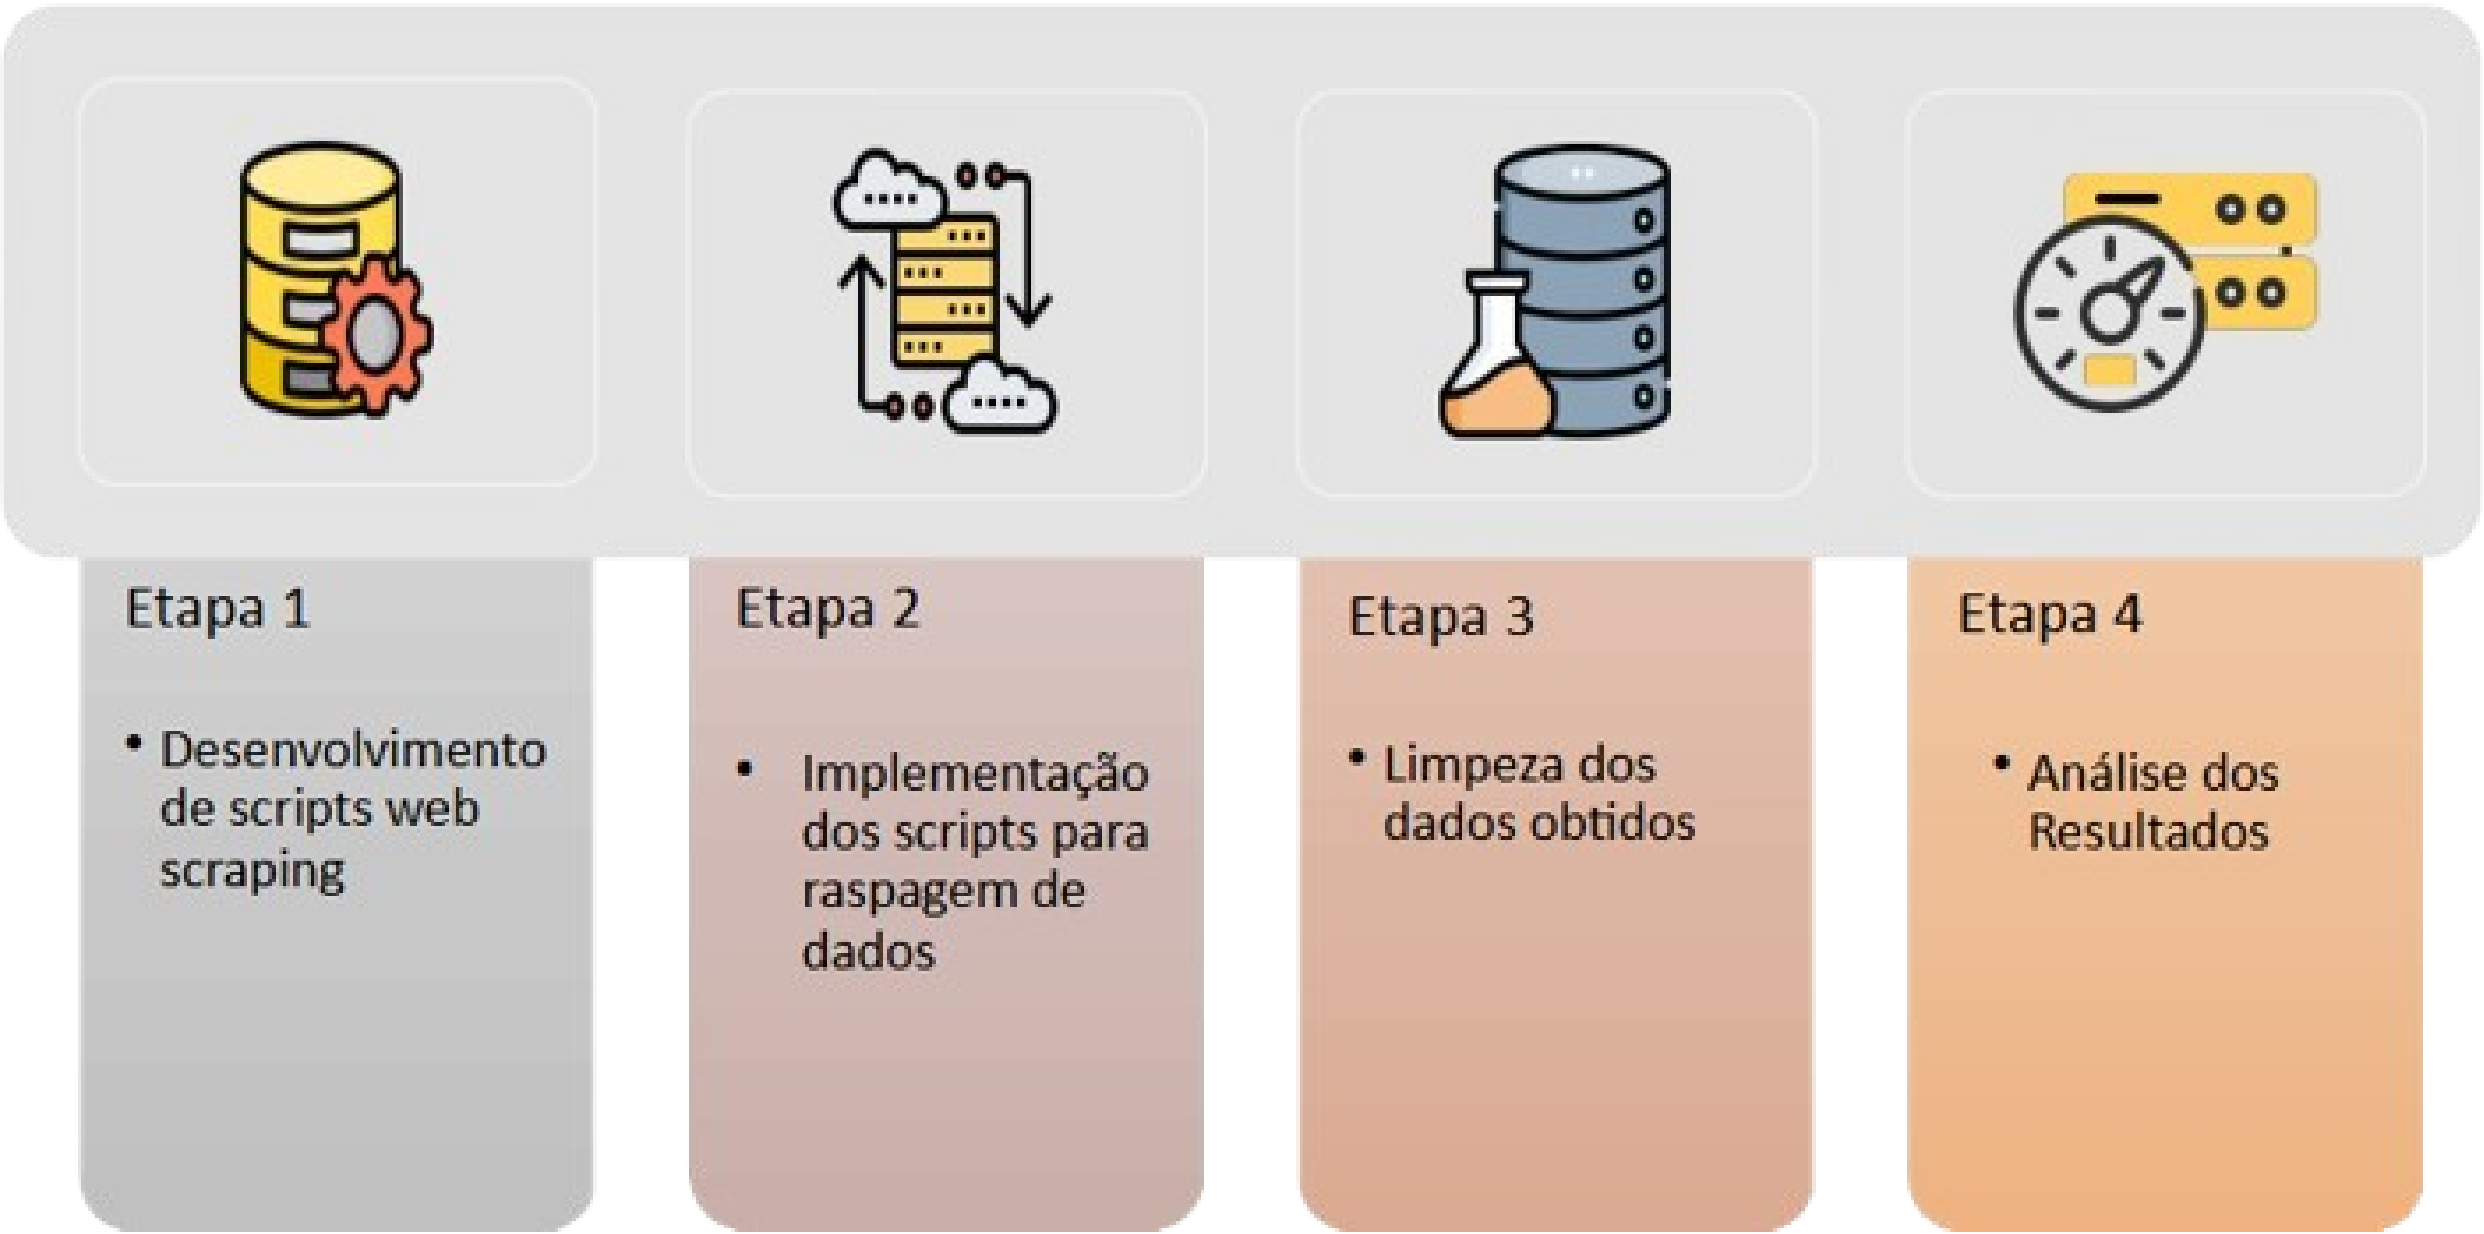 Etapa 1
• Desenvolvimento
de scripts web
scraping
Etapa 2
• Implementação
dos scripts para
raspagem de
dados
Etapa 3
• Limpeza dos
dados obtidos
Etapa 4
• Análise dos
Resultados